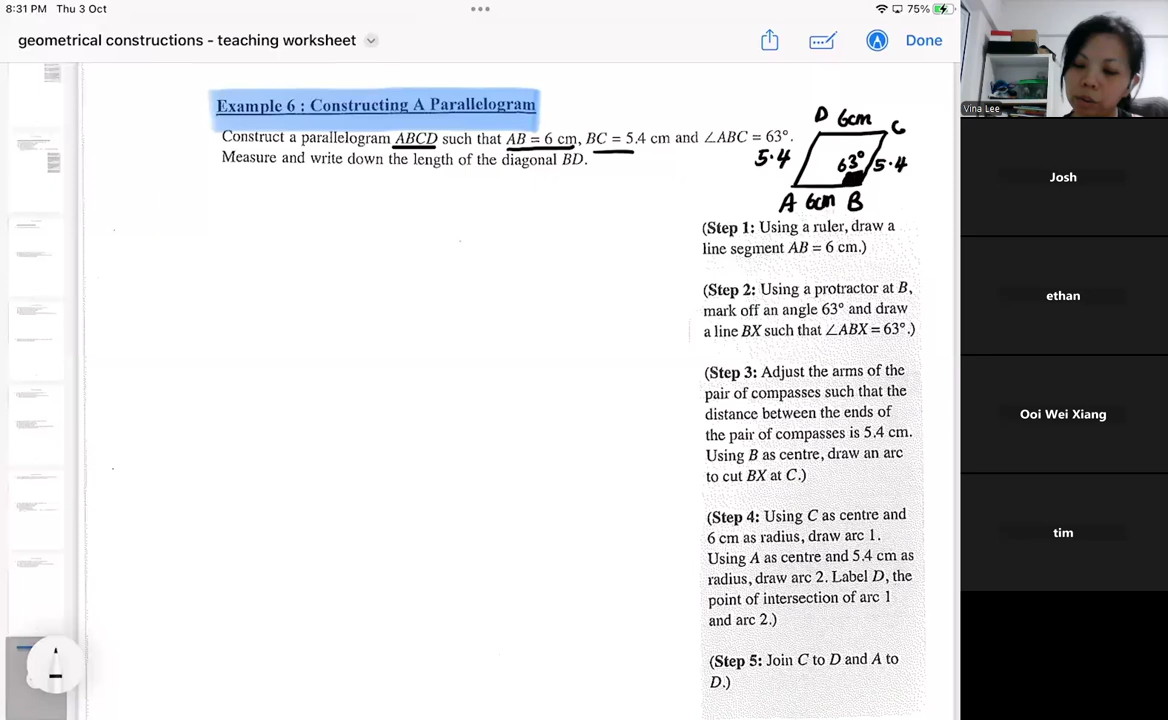 8:31 PM Thu 3 Oct
75%
geometrical constructions - teaching worksheet
Done
Example 6 : Constructing A Parallelogram
Construct a parallelogram ABCD such that AB = 6 cm, BC = 5.4 cm and ∠ABC = 63°.
Measure and write down the length of the diagonal BD.
D 6cm C
5.4 63° 5.4
A 6cm B
(Step 1: Using a ruler, draw a
line segment AB = 6 cm.)
(Step 2: Using a protractor at B,
mark off an angle 63° and draw
a line BX such that ∠ABX = 63°.)
(Step 3: Adjust the arms of the
pair of compasses such that the
distance between the ends of
the pair of compasses is 5.4 cm.
Using B as centre, draw an arc
to cut BX at C.)
(Step 4: Using C as centre and
6 cm as radius, draw arc 1.
Using A as centre and 5.4 cm as
radius, draw arc 2. Label D, the
point of intersection of arc 1
and arc 2.)
(Step 5: Join C to D and A to
D.)
Vina Lee
Josh
ethan
Ooi Wei Xiang
tim